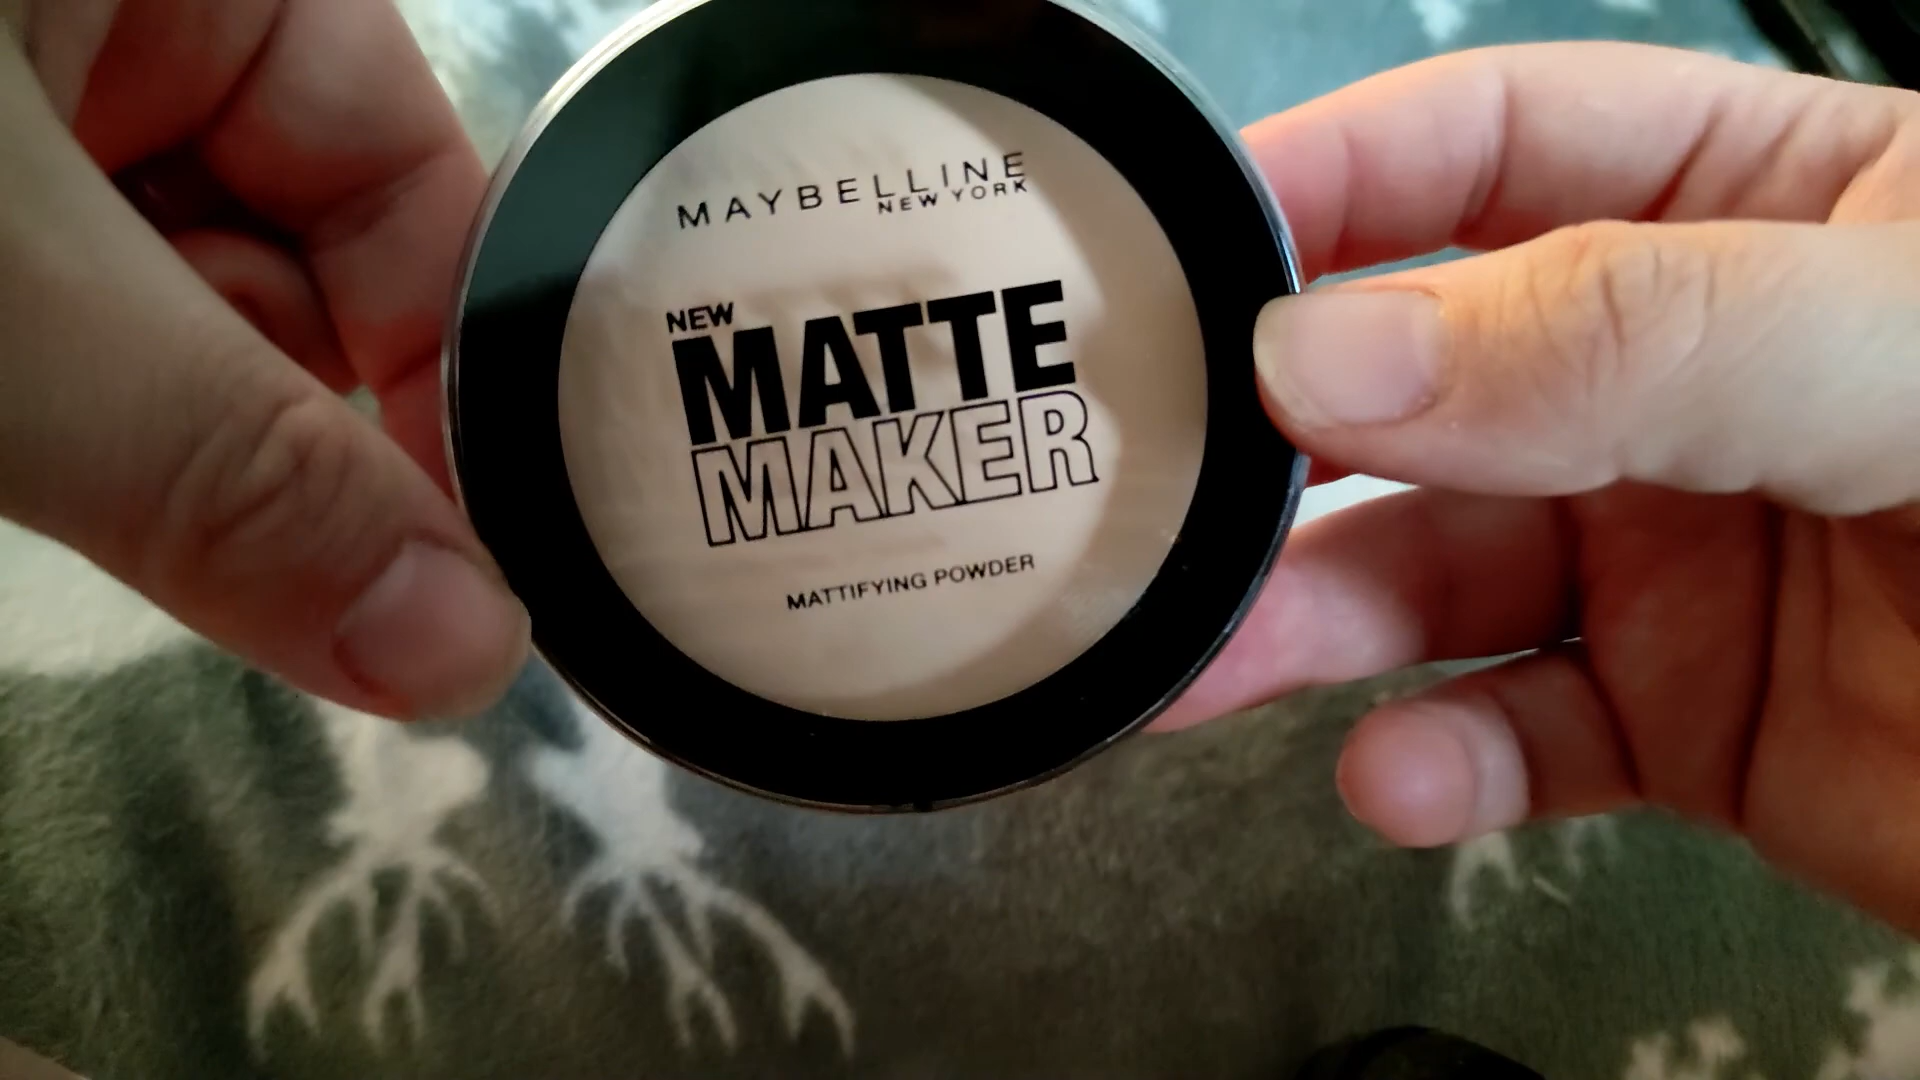 MAYBELLINE
NEW YORK
NEW
MATTE
MAKER
MATTIFYING POWDER